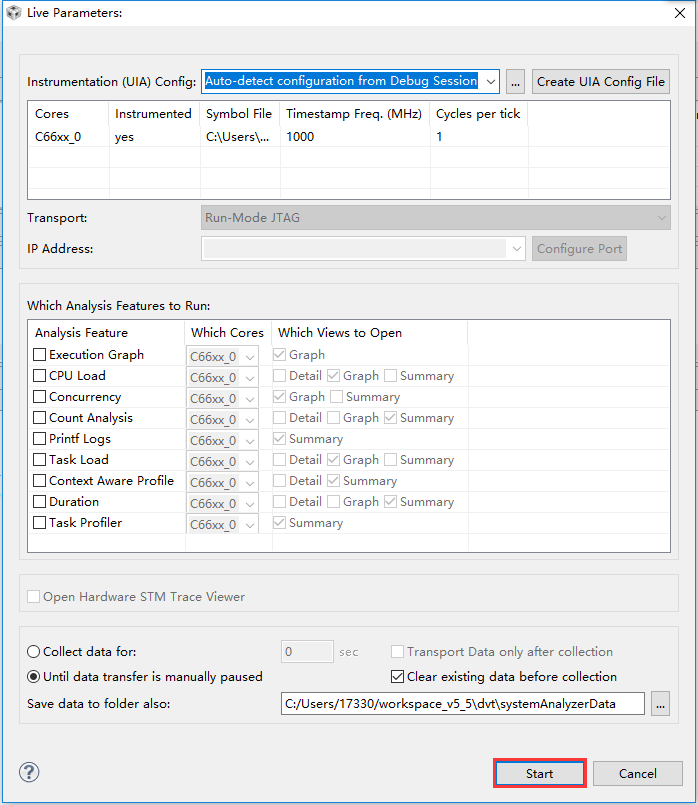 Live Parameters:
Instrumentation (UIA) Config: Auto-detect configuration from Debug Session ... Create UIA Config File
Cores Instrumented Symbol File Timestamp Freq. (MHz) Cycles per tick
C66xx_0 yes C:\Users\... 1000 1
Transport: Run-Mode JTAG
IP Address: Configure Port
Which Analysis Features to Run:
Analysis Feature Which Cores Which Views to Open
Execution Graph C66xx_0 Graph
CPU Load C66xx_0 Detail Graph Summary
Concurrency C66xx_0 Graph Summary
Count Analysis C66xx_0 Detail Graph Summary
Printf Logs C66xx_0 Summary
Task Load C66xx_0 Detail Graph Summary
Context Aware Profile C66xx_0 Detail Summary
Duration C66xx_0 Detail Graph Summary
Task Profiler C66xx_0 Summary
Open Hardware STM Trace Viewer
Collect data for: 0 sec Transport Data only after collection
Until data transfer is manually paused Clear existing data before collection
Save data to folder also: C:/Users/17330/workspace_v5_5\dvt\systemAnalyzerData ...
? Start Cancel